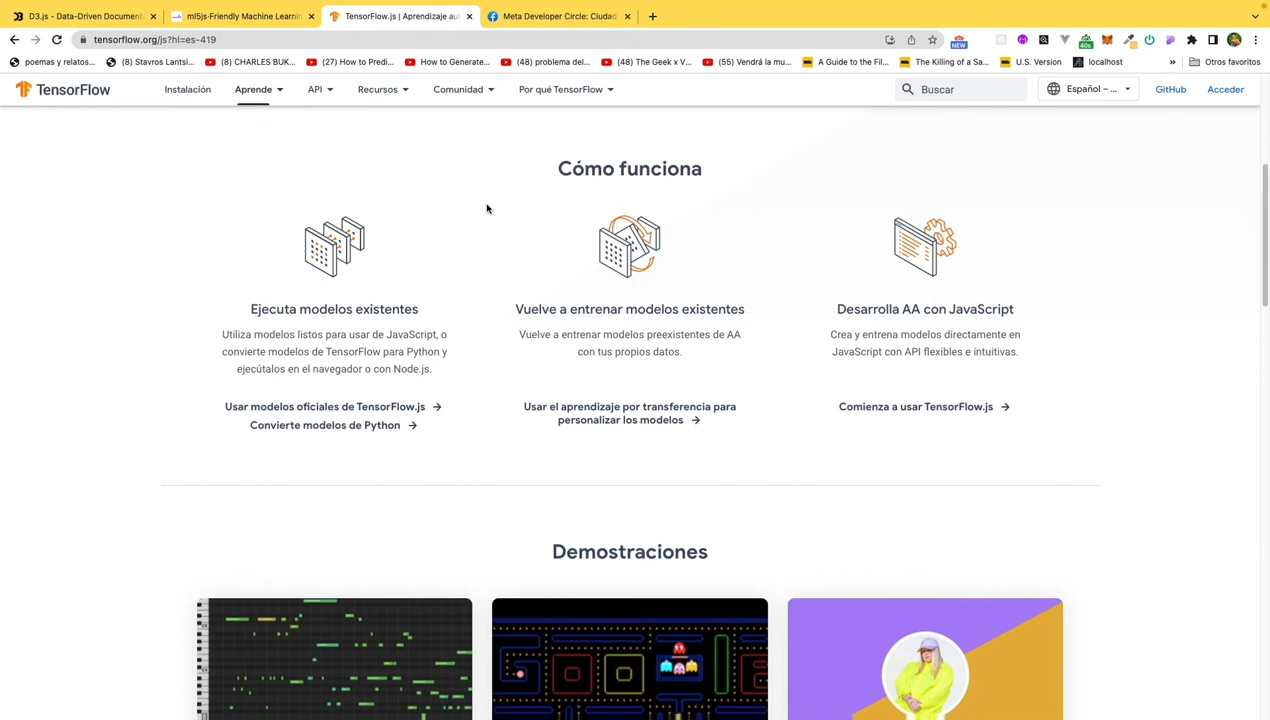 D3.js - Data-Driven Document
ml5js·Friendly Machine Learnin
TensorFlow.js | Aprendizaje aut
Meta Developer Circle: Ciudad
tensorflow.org/js?hl=es-419
NEW
40s
poemas y relatos...
(8) Stavros Lantsi...
(8) CHARLES BUK...
(27) How to Predi...
How to Generate...
(48) problema del...
(48) The Geek x V...
(55) Vendrá la mu...
A Guide to the Fil...
The Killing of a Sa...
U.S. Version
localhost
Otros favoritos
TensorFlow
Instalación
Aprende
API
Recursos
Comunidad
Por qué TensorFlow
Buscar
Español – ...
GitHub
Acceder
Cómo funciona
Ejecuta modelos existentes
Utiliza modelos listos para usar de JavaScript, o
convierte modelos de TensorFlow para Python y
ejecútalos en el navegador o con Node.js.
Usar modelos oficiales de TensorFlow.js
Convierte modelos de Python
Vuelve a entrenar modelos existentes
Vuelve a entrenar modelos preexistentes de AA
con tus propios datos.
Usar el aprendizaje por transferencia para
personalizar los modelos
Desarrolla AA con JavaScript
Crea y entrena modelos directamente en
JavaScript con API flexibles e intuitivas.
Comienza a usar TensorFlow.js
Demostraciones